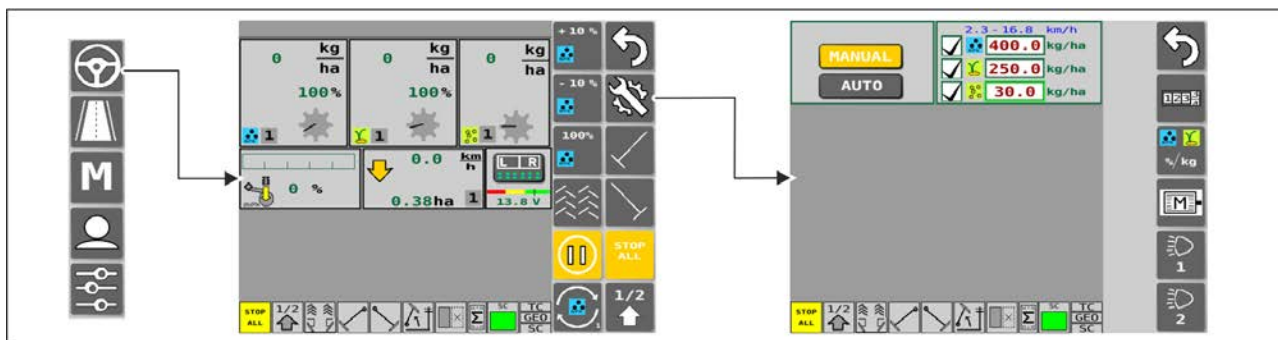 M
0 kg/ha
100%
1
0 kg/ha
100%
1
0 kg/ha
1
0 %
0.0 km/h
0.38ha 1
L R
13.8 V
+10 %
-10 %
100%
STOP ALL
1
1/2
STOP ALL
1/2
Σ
SC
TC
GEO
SC
MANUAL
AUTO
2.3-16.8 km/h
400.0 kg/ha
250.0 kg/ha
30.0 kg/ha
%/kg
M
1
2
STOP ALL
1/2
Σ
SC
TC
GEO
SC